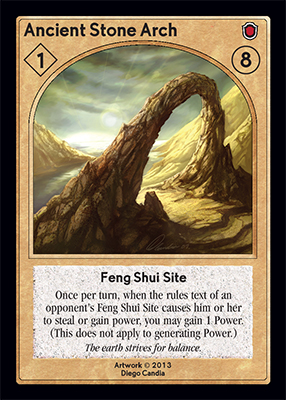 Ancient Stone Arch
1
8
Feng Shui Site
Once per turn, when the rules text of an
opponent's Feng Shui Site causes him or her
to steal or gain power, you may gain 1 Power.
(This does not apply to generating Power.)
The earth strives for balance.
Artwork © 2013
Diego Candia